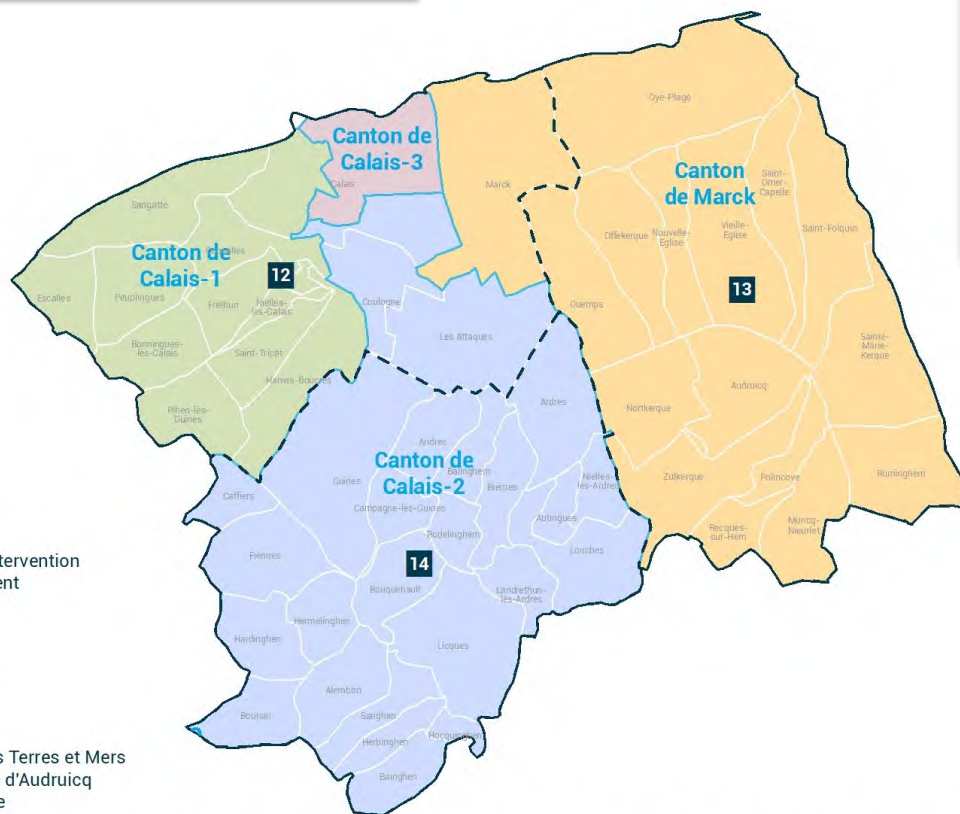 Oye-Plage
Canton de
Calais-3
Calais
Marck
Canton
de Marck
Saint-
Omer-
Capelle
Sangatte
Offekerque
Nouvelle-
Eglise
Vieille-
Eglise
Saint-Folquin
Canton de
Calais-1
12
13
Escalles
Peuplingues
Fréthun
Nielles-
les-Calais
Coulogne
Guemps
Les Attaques
Bonningues-
les-Calais
Saint-Tricat
Sainte-
Marie-
Kerque
Hames-Boucres
Audruicq
Pihen-lès-
Guînes
Ardres
Nortkerque
Andres
Canton de
Calais-2
Balinghem
Guînes
Brêmes
Nielles-
lès-Ardres
Zutkerque
Polincove
Ruminghem
Caffiers
Campagne-les-Guines
Autingues
Rodelinghem
Recques-
sur-Hem
Muncq-
Nieurlet
Fiennes
Louches
tervention
ent
14
Bouquehault
Landrethun-
lès-Ardres
Hermelinghen
Hardinghen
Licques
Alembon
Boursin
Sanghen
Herbinghen
Hocquinghen
Bainghen
s Terres et Mers
d'Audruicq
e